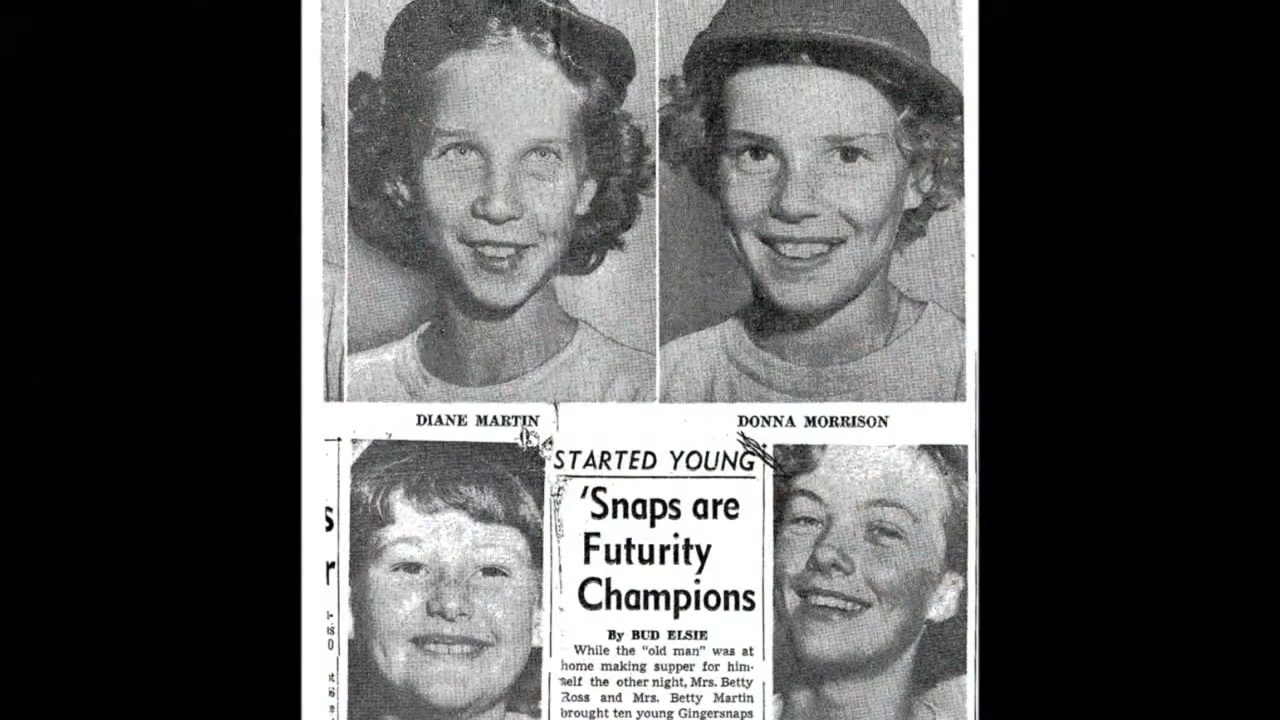 DIANE MARTIN
DONNA MORRISON
STARTED YOUNG
'Snaps are
Futurity
Champions
By BUD ELSIE
While the "old man" was at
home making supper for him-
self the other night, Mrs. Betty
Ross and Mrs. Betty Martin
brought ten young Gingersnaps
s
r